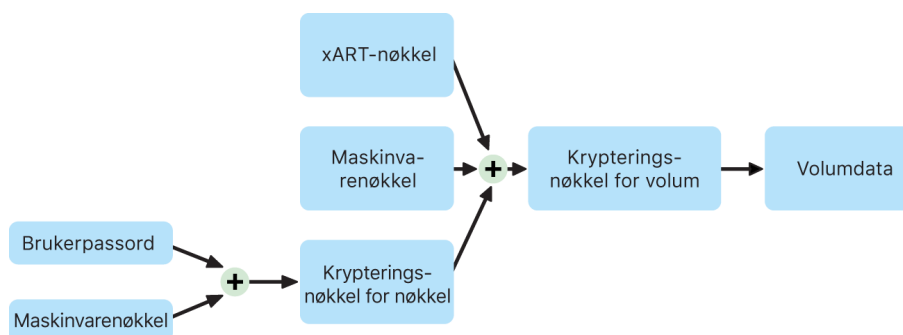 xART-nøkkel
Maskinva-
renøkkel
+
Krypterings-
nøkkel for volum
Volumdata
Brukerpassord
+
Krypterings-
nøkkel for nøkkel
Maskinvarenøkkel